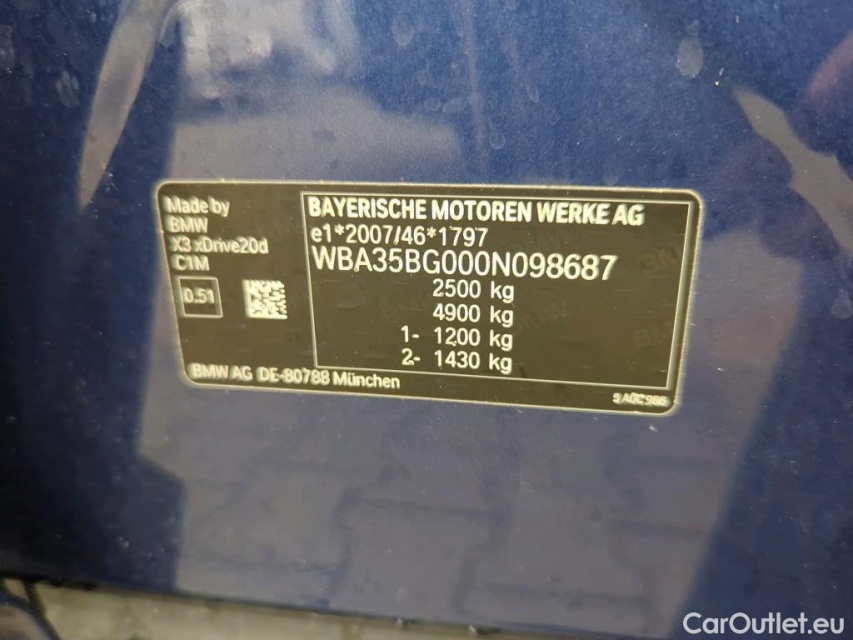 Made by
BMW
X3 xDrive20d
C1M
0.51
BAYERISCHE MOTOREN WERKE AG
e1*2007/46*1797
WBA35BG000N098687
2500 kg
4900 kg
1- 1200 kg
2- 1430 kg
BMW AG DE-80788 München
CarOutlet.eu